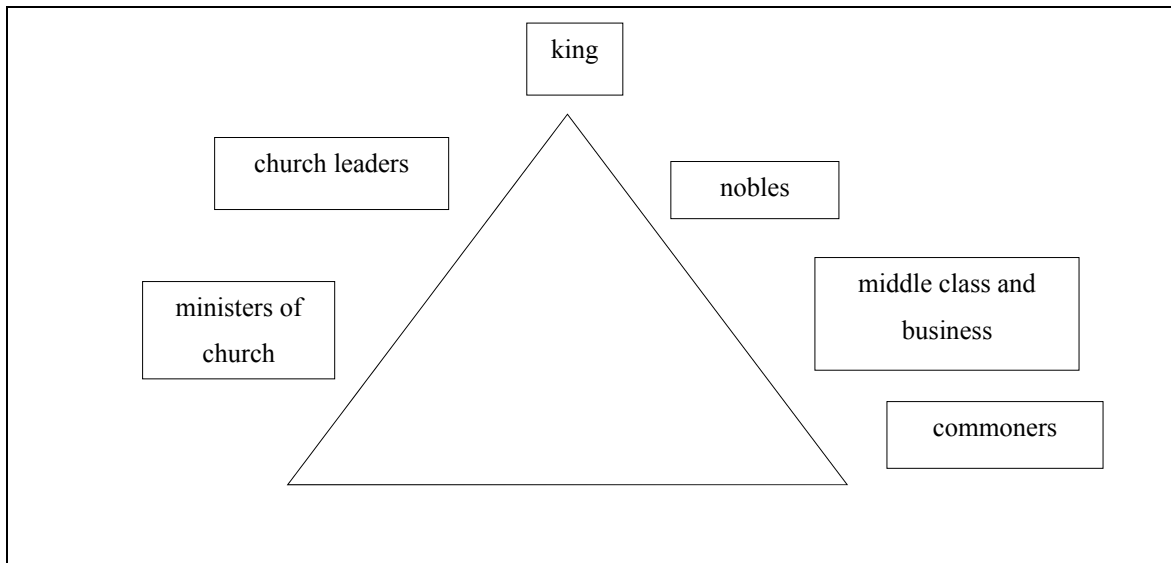 king
church leaders
nobles
middle class and
business
ministers of
church
commoners